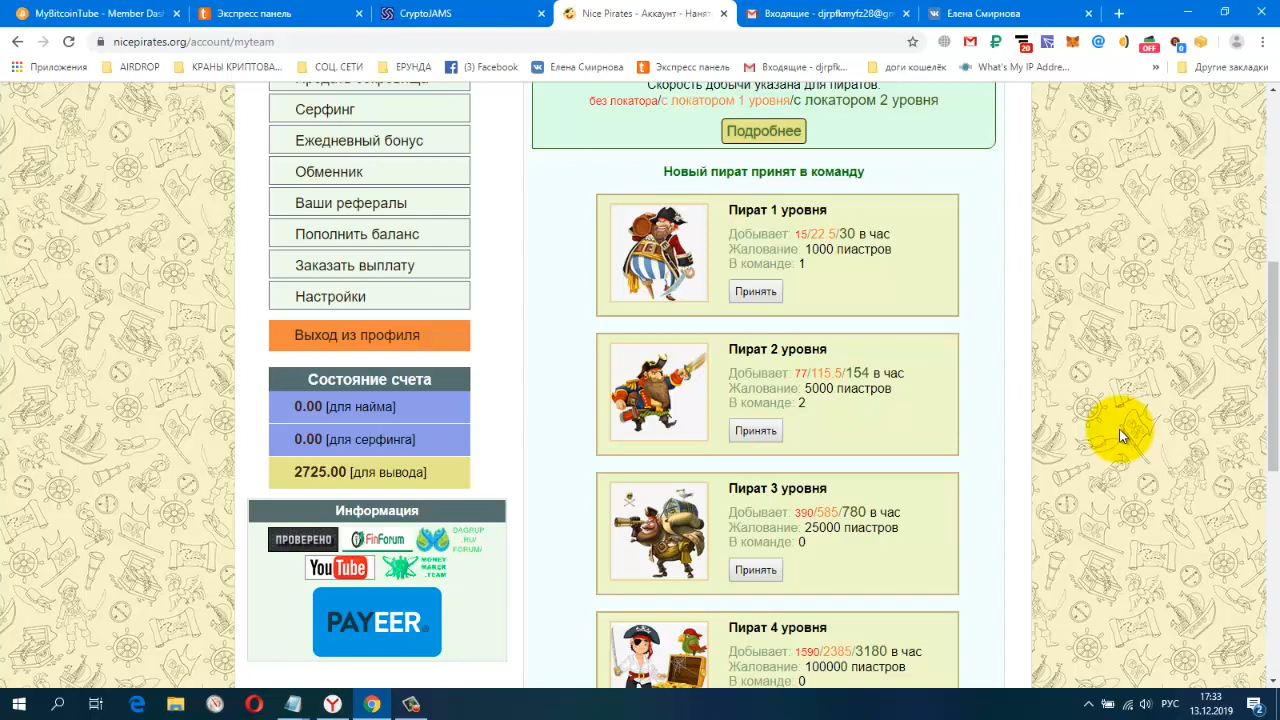 MyBitcoinTube - Member Das
Экспресс панель
CryptoJAMS
Nice Pirates - Аккаунт - Нанят
Входящие - djrpfkmyfz28@gm
Елена Смирнова
nicepirates.org/account/myteam
20
OFF
0
Приложения
AIRDROP
КРАНЫ КРИПТОВА...
СОЦ. СЕТИ
ЕРУНДА
(3) Facebook
Елена Смирнова
Экспресс панель
Входящие - djrpfk...
доги кошелёк
What's My IP Addre...
»
Другие закладки
Серфинг
Ежедневный бонус
Обменник
Ваши рефералы
Пополнить баланс
Заказать выплату
Настройки
Выход из профиля
Состояние счета
0.00 [для найма]
0.00 [для серфинга]
2725.00 [для вывода]
Информация
ПРОВЕРЕНО
FinForum
DAGRUP
.RU/
FORUM/
YouTube
MONEY
MAKER
.TEAM
PAYEER
Скорость добычи указана для пиратов:
без локатора/с локатором 1 уровня/с локатором 2 уровня
Подробнее
Новый пират принят в команду
Пират 1 уровня
Добывает: 15/22.5/30 в час
Жалование: 1000 пиастров
В команде: 1
Принять
Пират 2 уровня
Добывает: 77/115.5/154 в час
Жалование: 5000 пиастров
В команде: 2
Принять
Пират 3 уровня
Добывает: 390/585/780 в час
Жалование: 25000 пиастров
В команде: 0
Принять
Пират 4 уровня
Добывает: 1590/2385/3180 в час
Жалование: 100000 пиастров
В команде: 0
РУС
17:33
13.12.2019
2